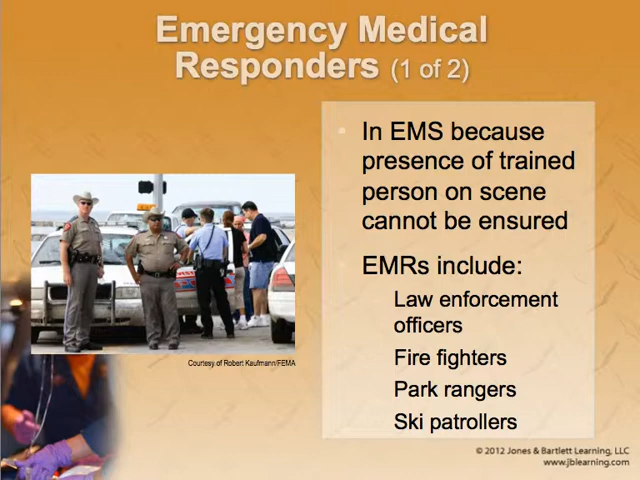 Emergency Medical
Responders (1 of 2)
In EMS because
presence of trained
person on scene
cannot be ensured
EMRs include:
Law enforcement
officers
Fire fighters
Park rangers
Ski patrollers
Courtesy of Robert Kaufmann/FEMA
© 2012 Jones & Bartlett Learning, LLC
www.jblearning.com